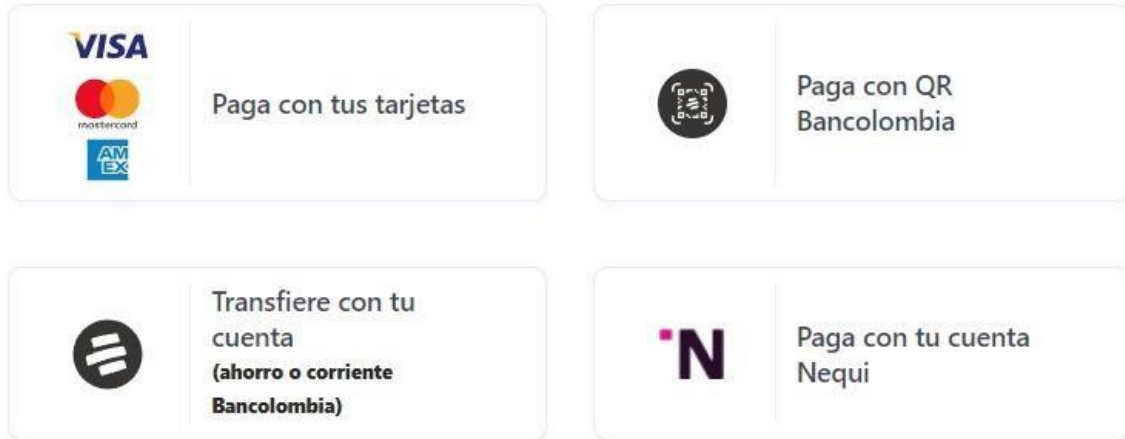 VISA
mastercard
AM
EX
Paga con tus tarjetas
Paga con QR
Bancolombia
Transfiere con tu
cuenta
(ahorro o corriente
Bancolombia)
N
Paga con tu cuenta
Nequi